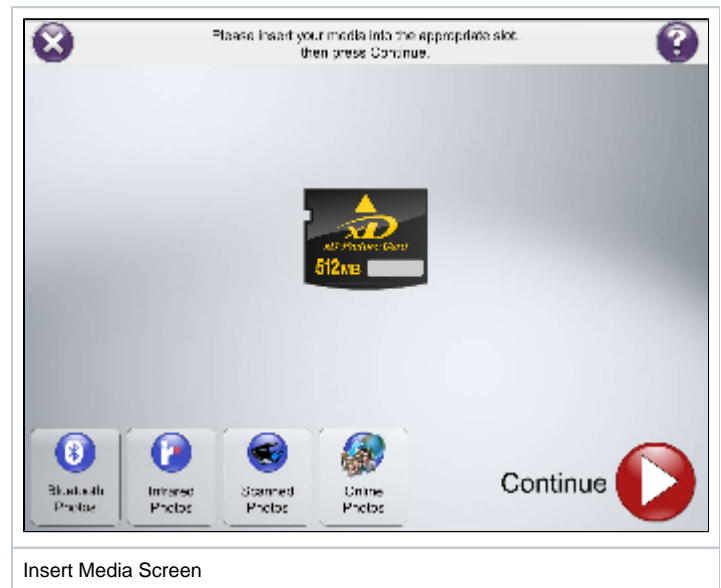 Please insert your media into the appropriate slot,
then press Continue.
xD
xD-Picture Card
512MB
Bluetooth
Photos
Infrared
Photos
Scanned
Photos
Online
Photos
Continue
Insert Media Screen